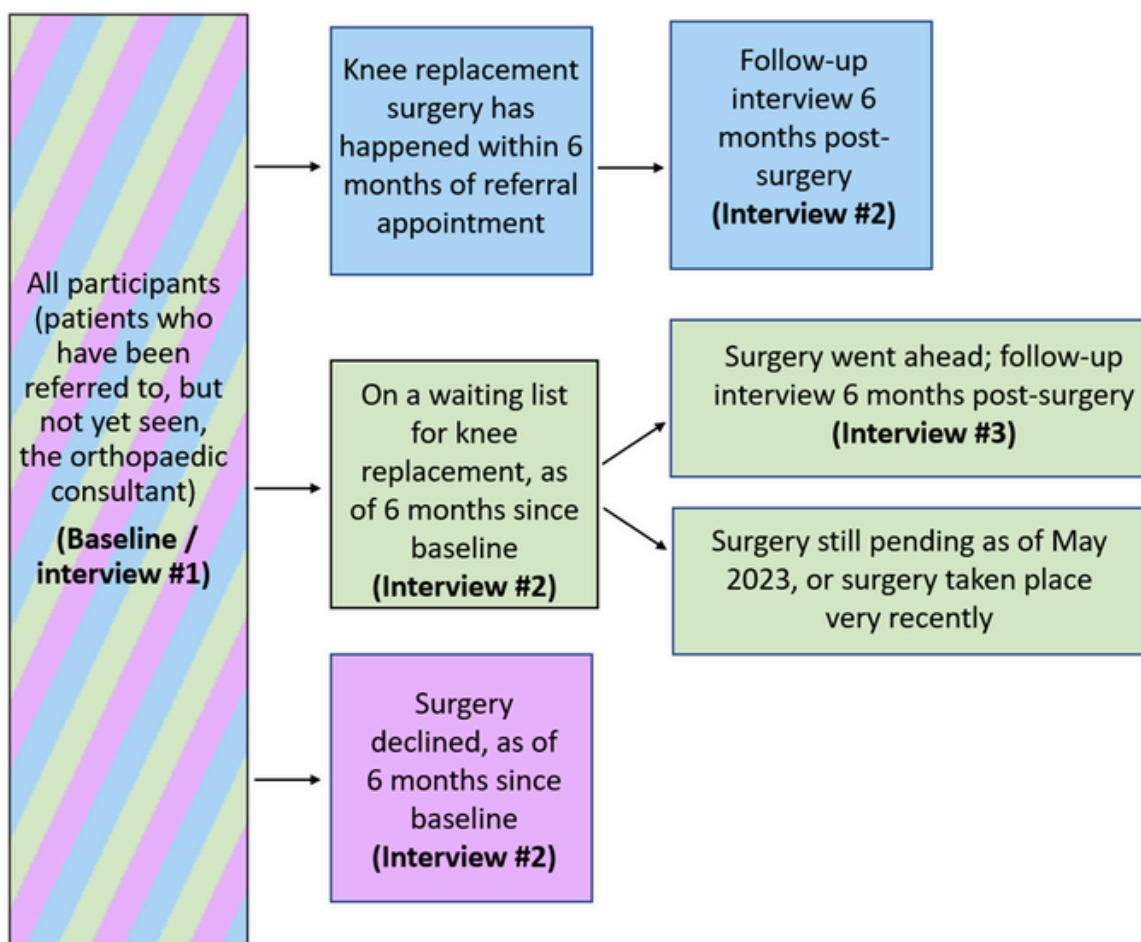 All participants
(patients who
have been
referred to, but
not yet seen,
the orthopaedic
consultant)
(Baseline /
interview #1)
Knee replacement
surgery has
happened within 6
months of referral
appointment
Follow-up
interview 6
months post-
surgery
(Interview #2)
On a waiting list
for knee
replacement, as
of 6 months since
baseline
(Interview #2)
Surgery went ahead; follow-up
interview 6 months post-surgery
(Interview #3)
Surgery still pending as of May
2023, or surgery taken place
very recently
Surgery
declined, as of
6 months since
baseline
(Interview #2)